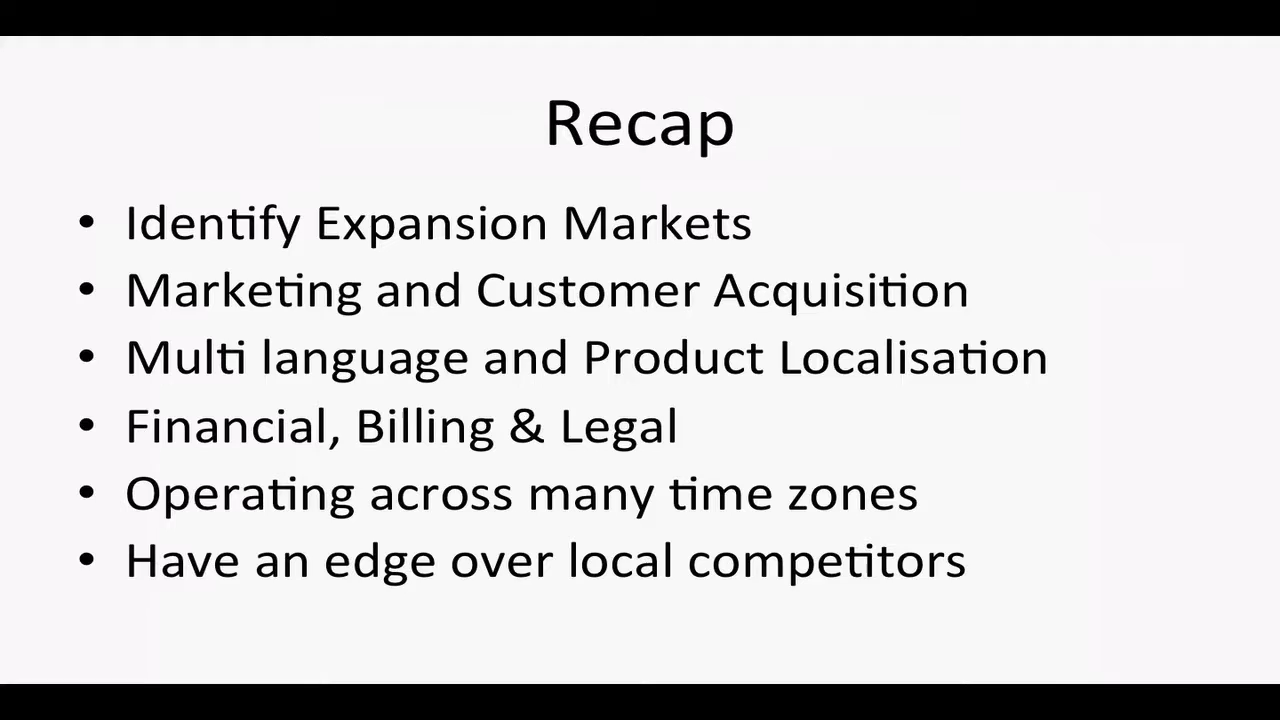 Recap
• Identify Expansion Markets
• Marketing and Customer Acquisition
• Multi language and Product Localisation
• Financial, Billing & Legal
• Operating across many time zones
• Have an edge over local competitors